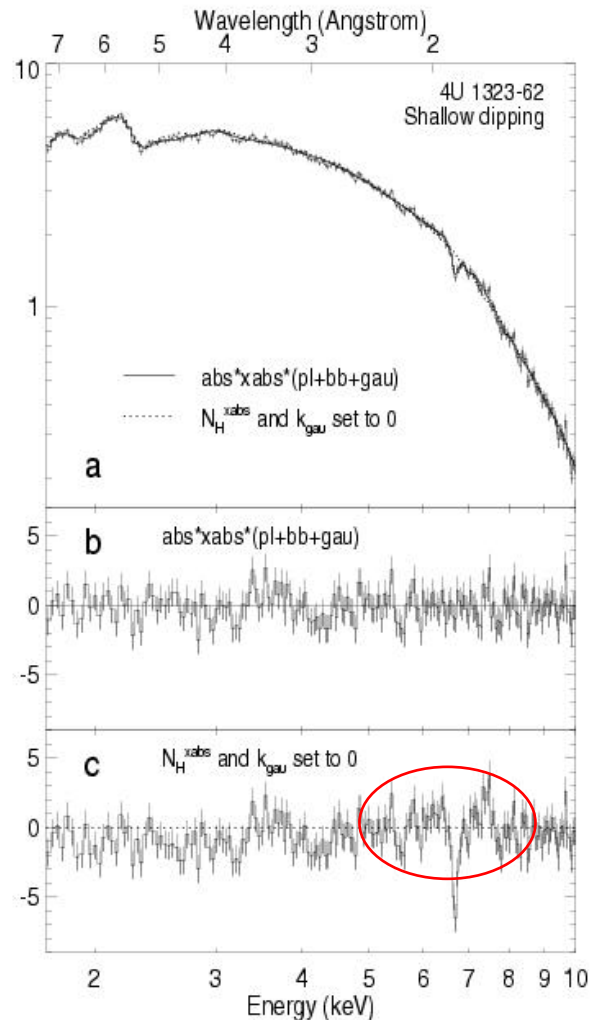 Wavelength (Angstrom)
7 6 5 4 3 2
10
4U 1323-62
Shallow dipping
1
abs*xabs*(pl+bb+gau)
N_H^xabs and k_gau set to 0
a
5
b abs*xabs*(pl+bb+gau)
0
-5
5
c N_H^xabs and k_gau set to 0
0
-5
2 3 4 5 6 7 8 9 10
Energy (keV)